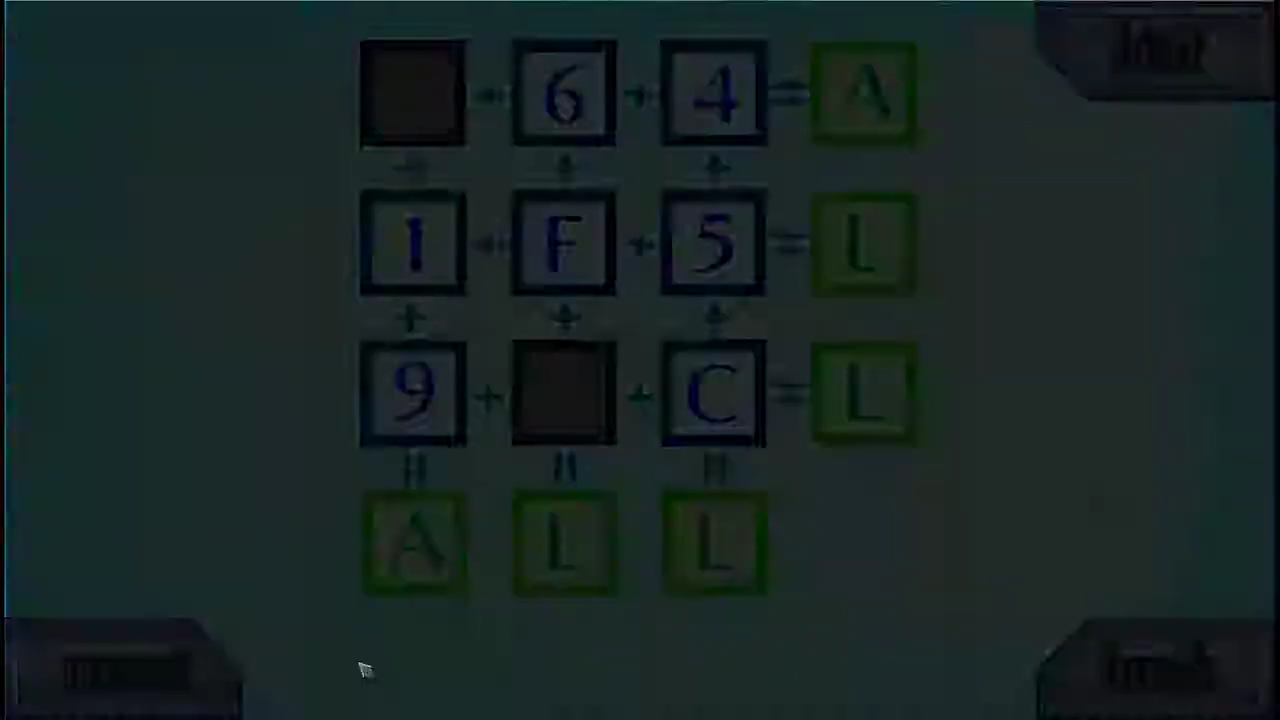 + 6 + 4 = A
+ + +
1 + F + 5 = L
+ + +
9 + + C = L
= = =
A L L